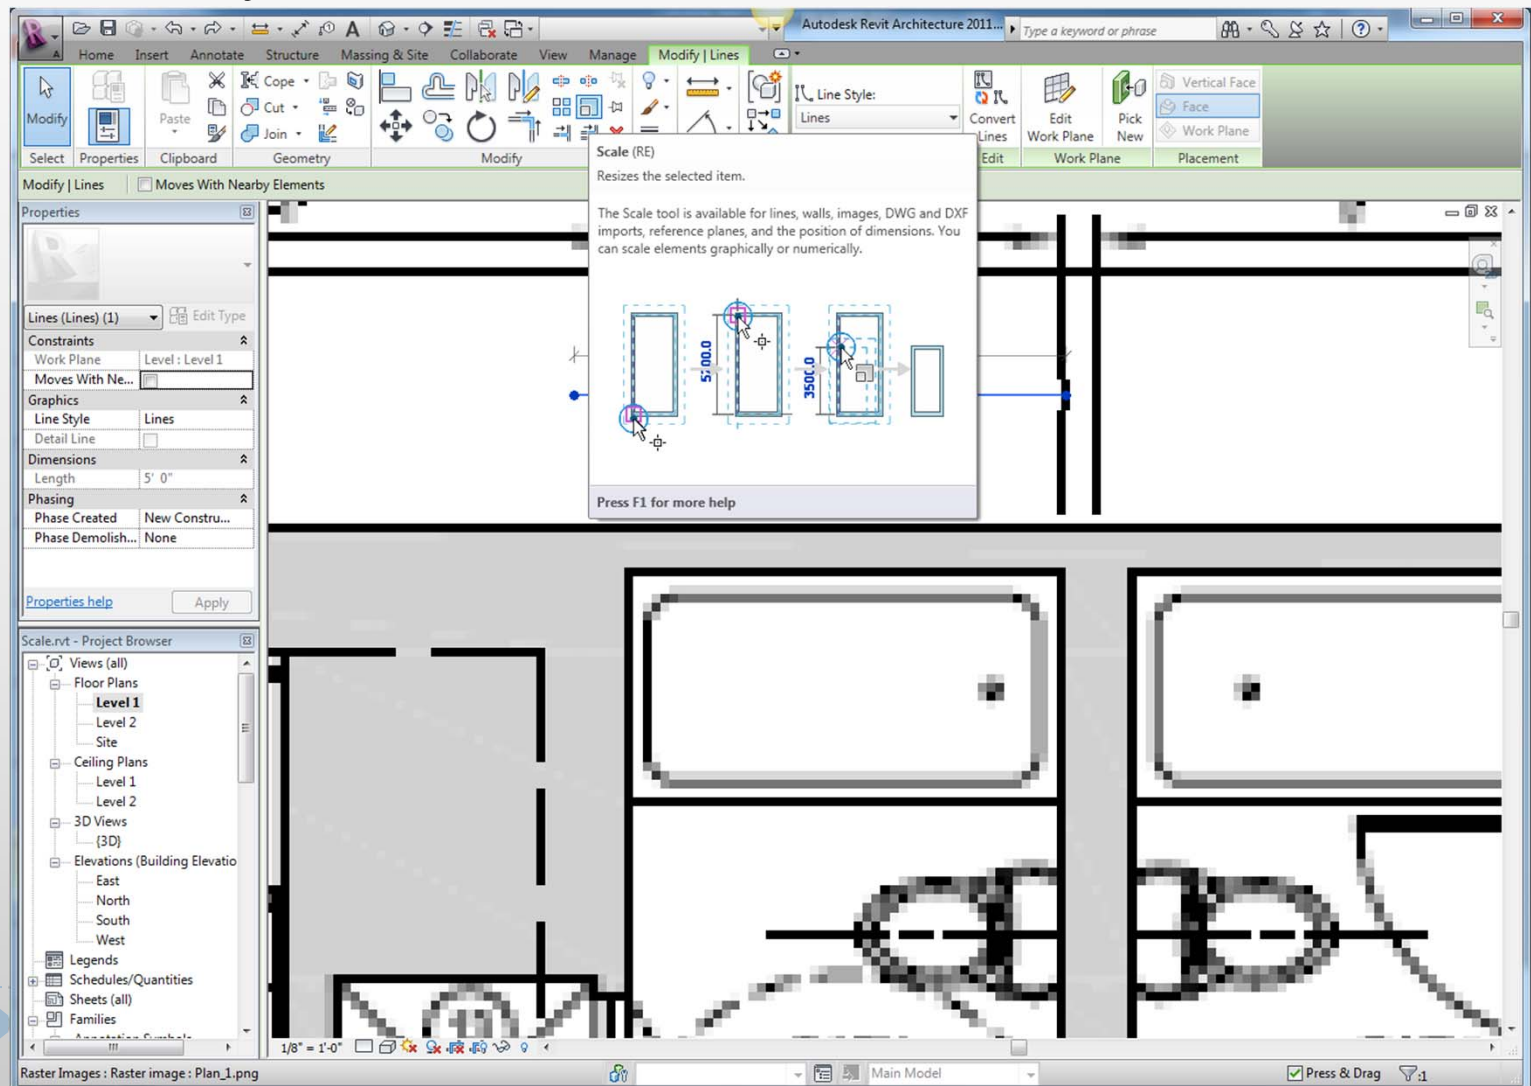 Autodesk Revit Architecture 2011...
Type a keyword or phrase
Home Insert Annotate Structure Massing & Site Collaborate View Manage Modify | Lines
Modify
Paste
Cope
Cut
Join
Line Style:
Lines
Convert
Lines
Edit
Work Plane
Pick
New
Vertical Face
Face
Work Plane
Select Properties Clipboard Geometry Modify Edit Work Plane Placement
Modify | Lines Moves With Nearby Elements
Scale (RE)
Resizes the selected item.
The Scale tool is available for lines, walls, images, DWG and DXF
imports, reference planes, and the position of dimensions. You
can scale elements graphically or numerically.
3500.0
Press F1 for more help
Properties
Lines (Lines) (1) Edit Type
Constraints
Work Plane Level : Level 1
Moves With Ne...
Graphics
Line Style Lines
Detail Line
Dimensions
Length 5' 0"
Phasing
Phase Created New Constru...
Phase Demolish... None
Properties help Apply
Scale.rvt - Project Browser
Views (all)
Floor Plans
Level 1
Level 2
Site
Ceiling Plans
Level 1
Level 2
3D Views
{3D}
Elevations (Building Elevatio
East
North
South
West
Legends
Schedules/Quantities
Sheets (all)
Families
1/8" = 1'-0"
Raster Images : Raster image : Plan_1.png
Main Model
Press & Drag
:1